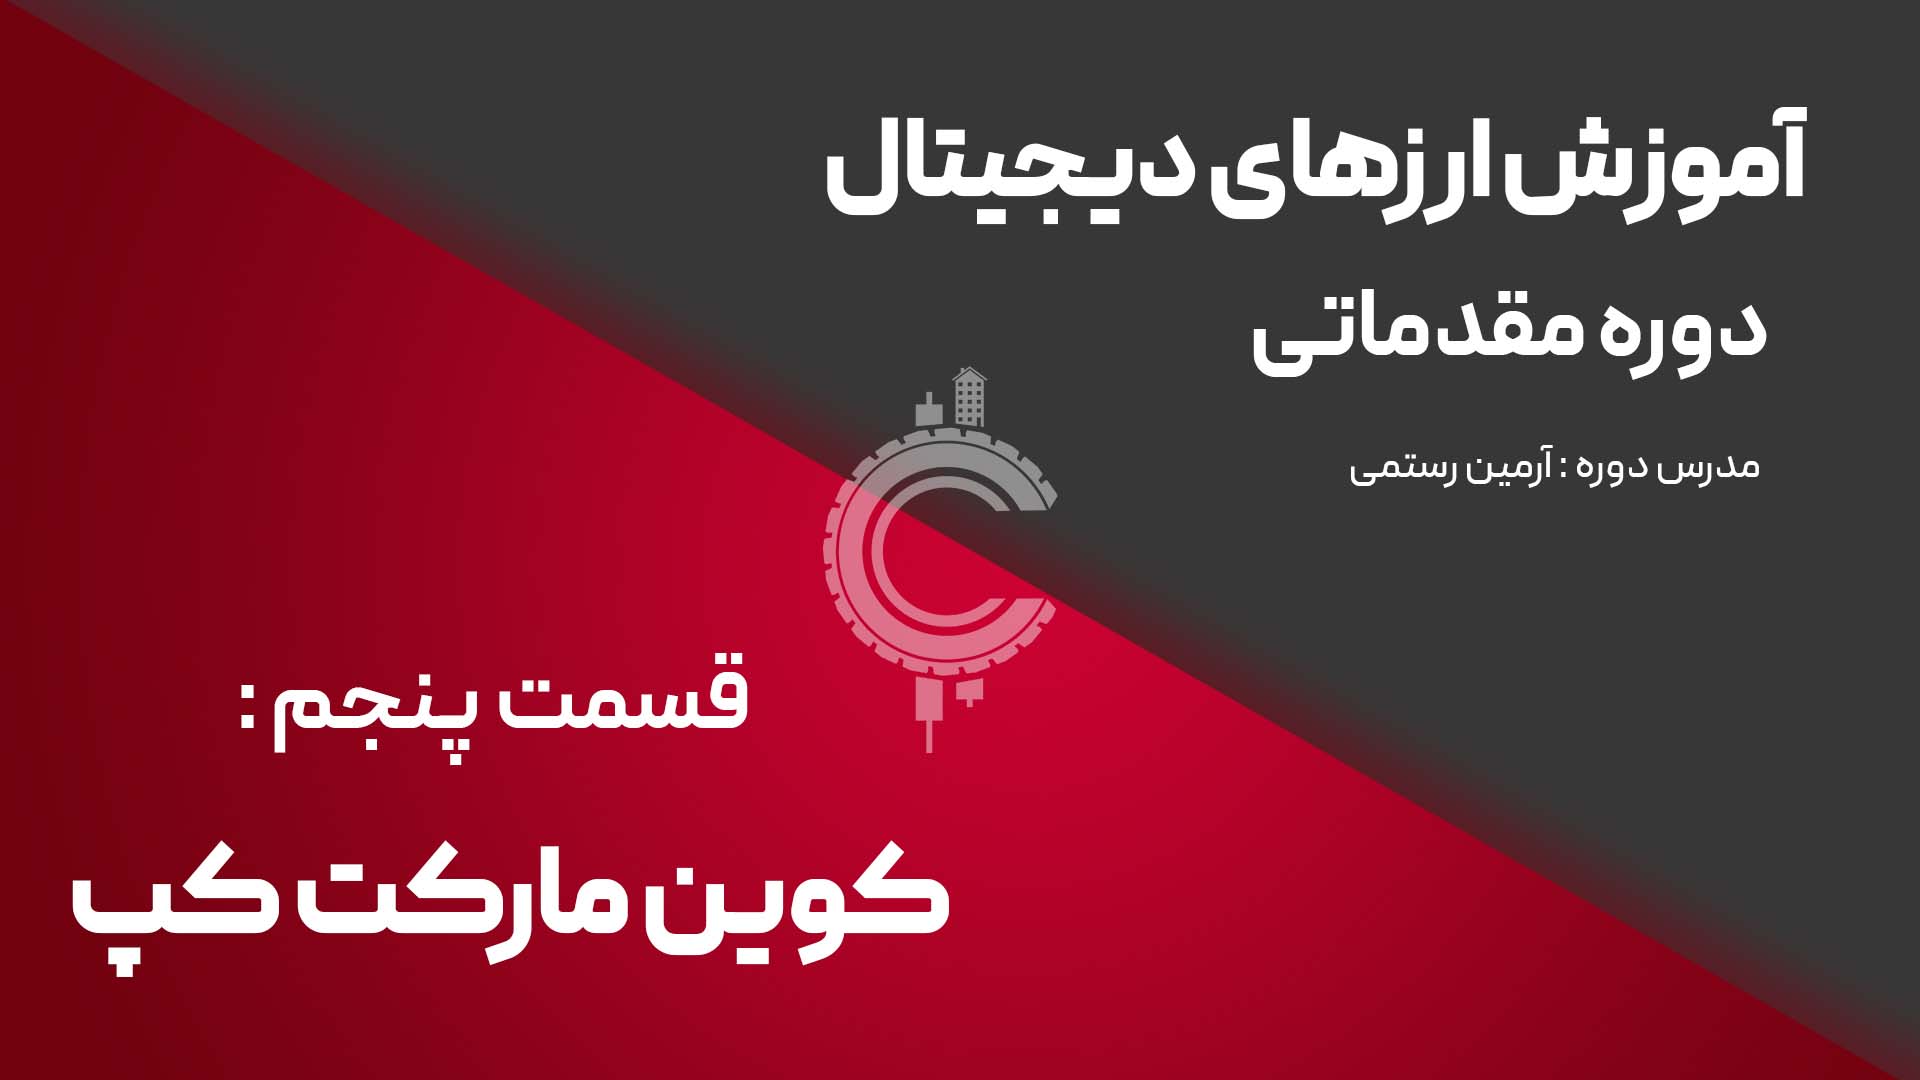 آموزش ارزهای دیجیتال
دوره مقدماتی
مدرس دوره : آرمین رستمی
قسمت پنجم :
کوین مارکت کپ